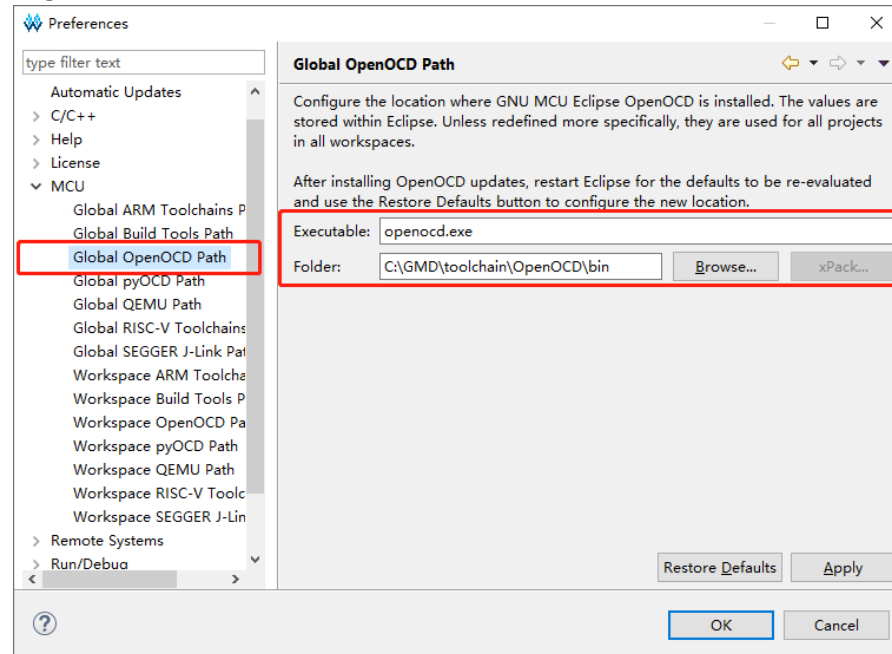 Preferences
type filter text
Automatic Updates
C/C++
Help
License
MCU
Global ARM Toolchains P
Global Build Tools Path
Global OpenOCD Path
Global pyOCD Path
Global QEMU Path
Global RISC-V Toolchains
Global SEGGER J-Link Pat
Workspace ARM Toolcha
Workspace Build Tools P
Workspace OpenOCD Pa
Workspace pyOCD Path
Workspace QEMU Path
Workspace RISC-V Toolc
Workspace SEGGER J-Lin
Remote Systems
Run/Debug
Global OpenOCD Path
Configure the location where GNU MCU Eclipse OpenOCD is installed. The values are
stored within Eclipse. Unless redefined more specifically, they are used for all projects
in all workspaces.
After installing OpenOCD updates, restart Eclipse for the defaults to be re-evaluated
and use the Restore Defaults button to configure the new location.
Executable: openocd.exe
Folder: C:\GMD\toolchain\OpenOCD\bin Browse... xPack...
Restore Defaults Apply
OK Cancel